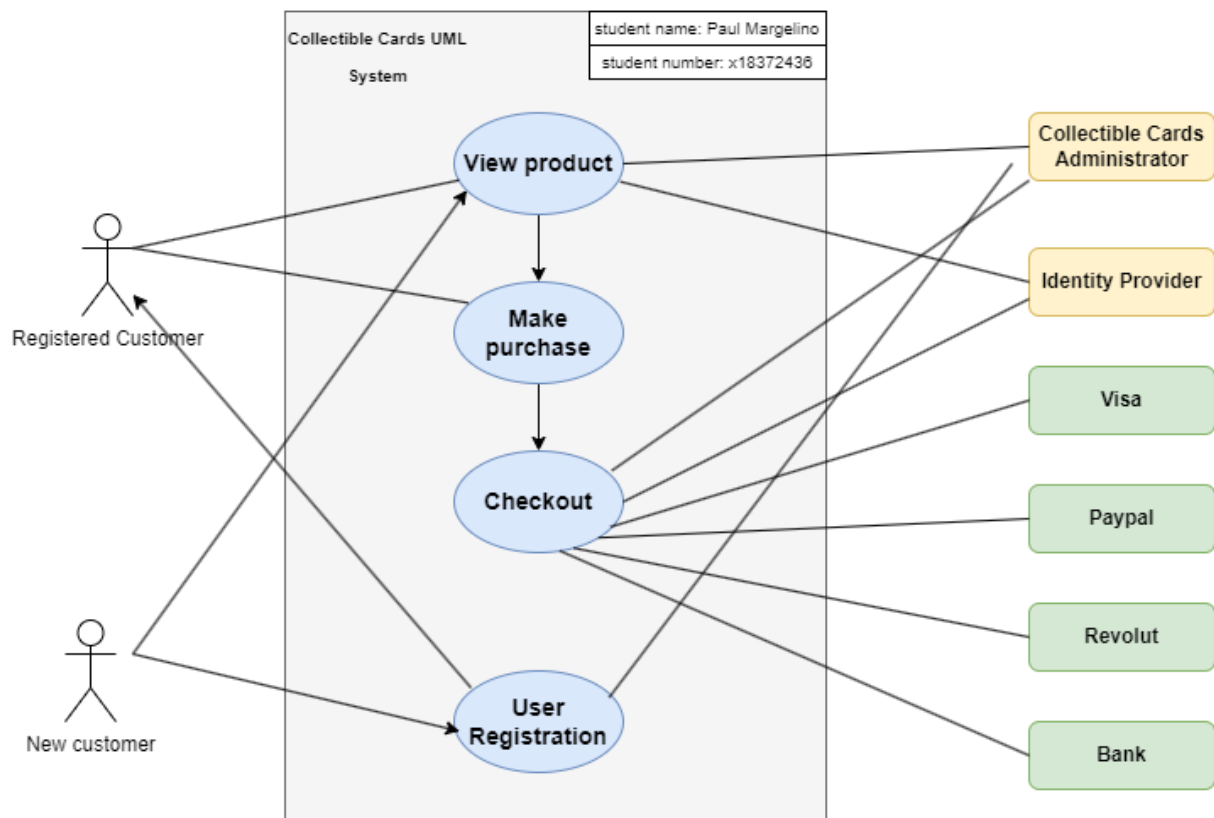 Collectible Cards UML
System
student name: Paul Margelino
student number: x18372436
View product
Collectible Cards
Administrator
Registered Customer
Make
purchase
Identity Provider
Visa
Checkout
Paypal
Revolut
New customer
User
Registration
Bank